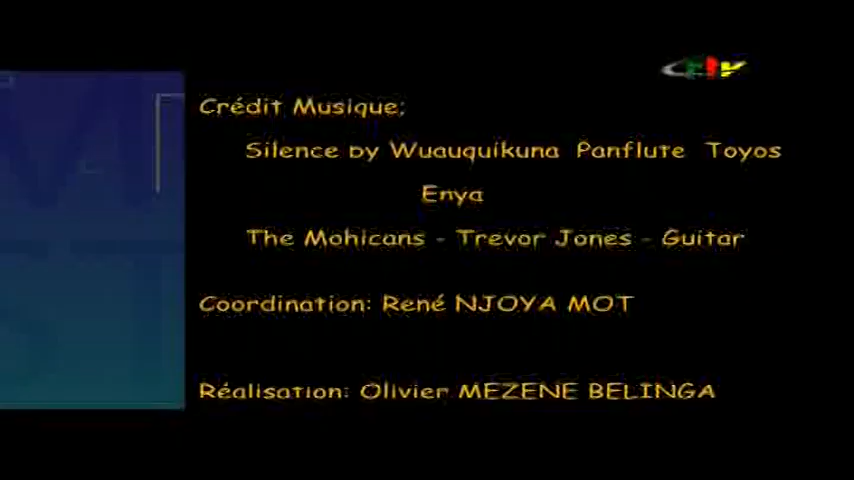 CRTV
Crédit Musique;
Silence by Wuauquikuna Panflute Toyos
Enya
The Mohicans - Trevor Jones - Guitar
Coordination: René NJOYA MOT
Réalisation: Olivier MEZENE BELINGA